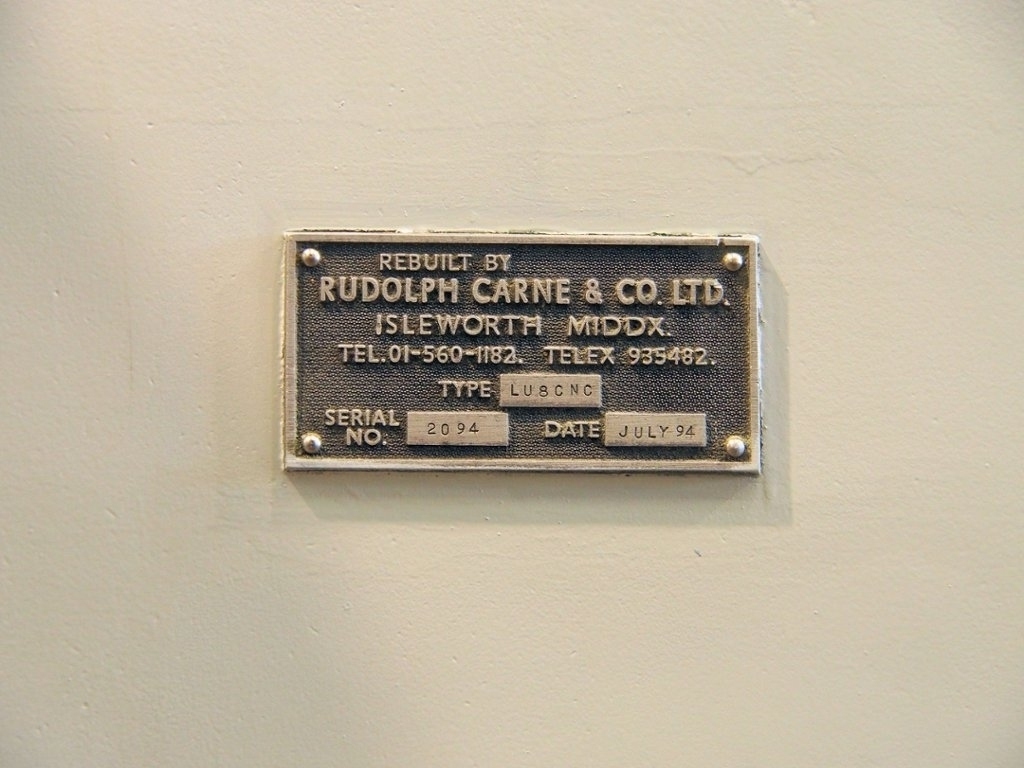 REBUILT BY
RUDOLPH CARNE & CO. LTD.
ISLEWORTH MIDDX.
TEL.01-560-1182. TELEX 935482.
TYPE LU8CNC
SERIAL NO. 2094 DATE JULY 94